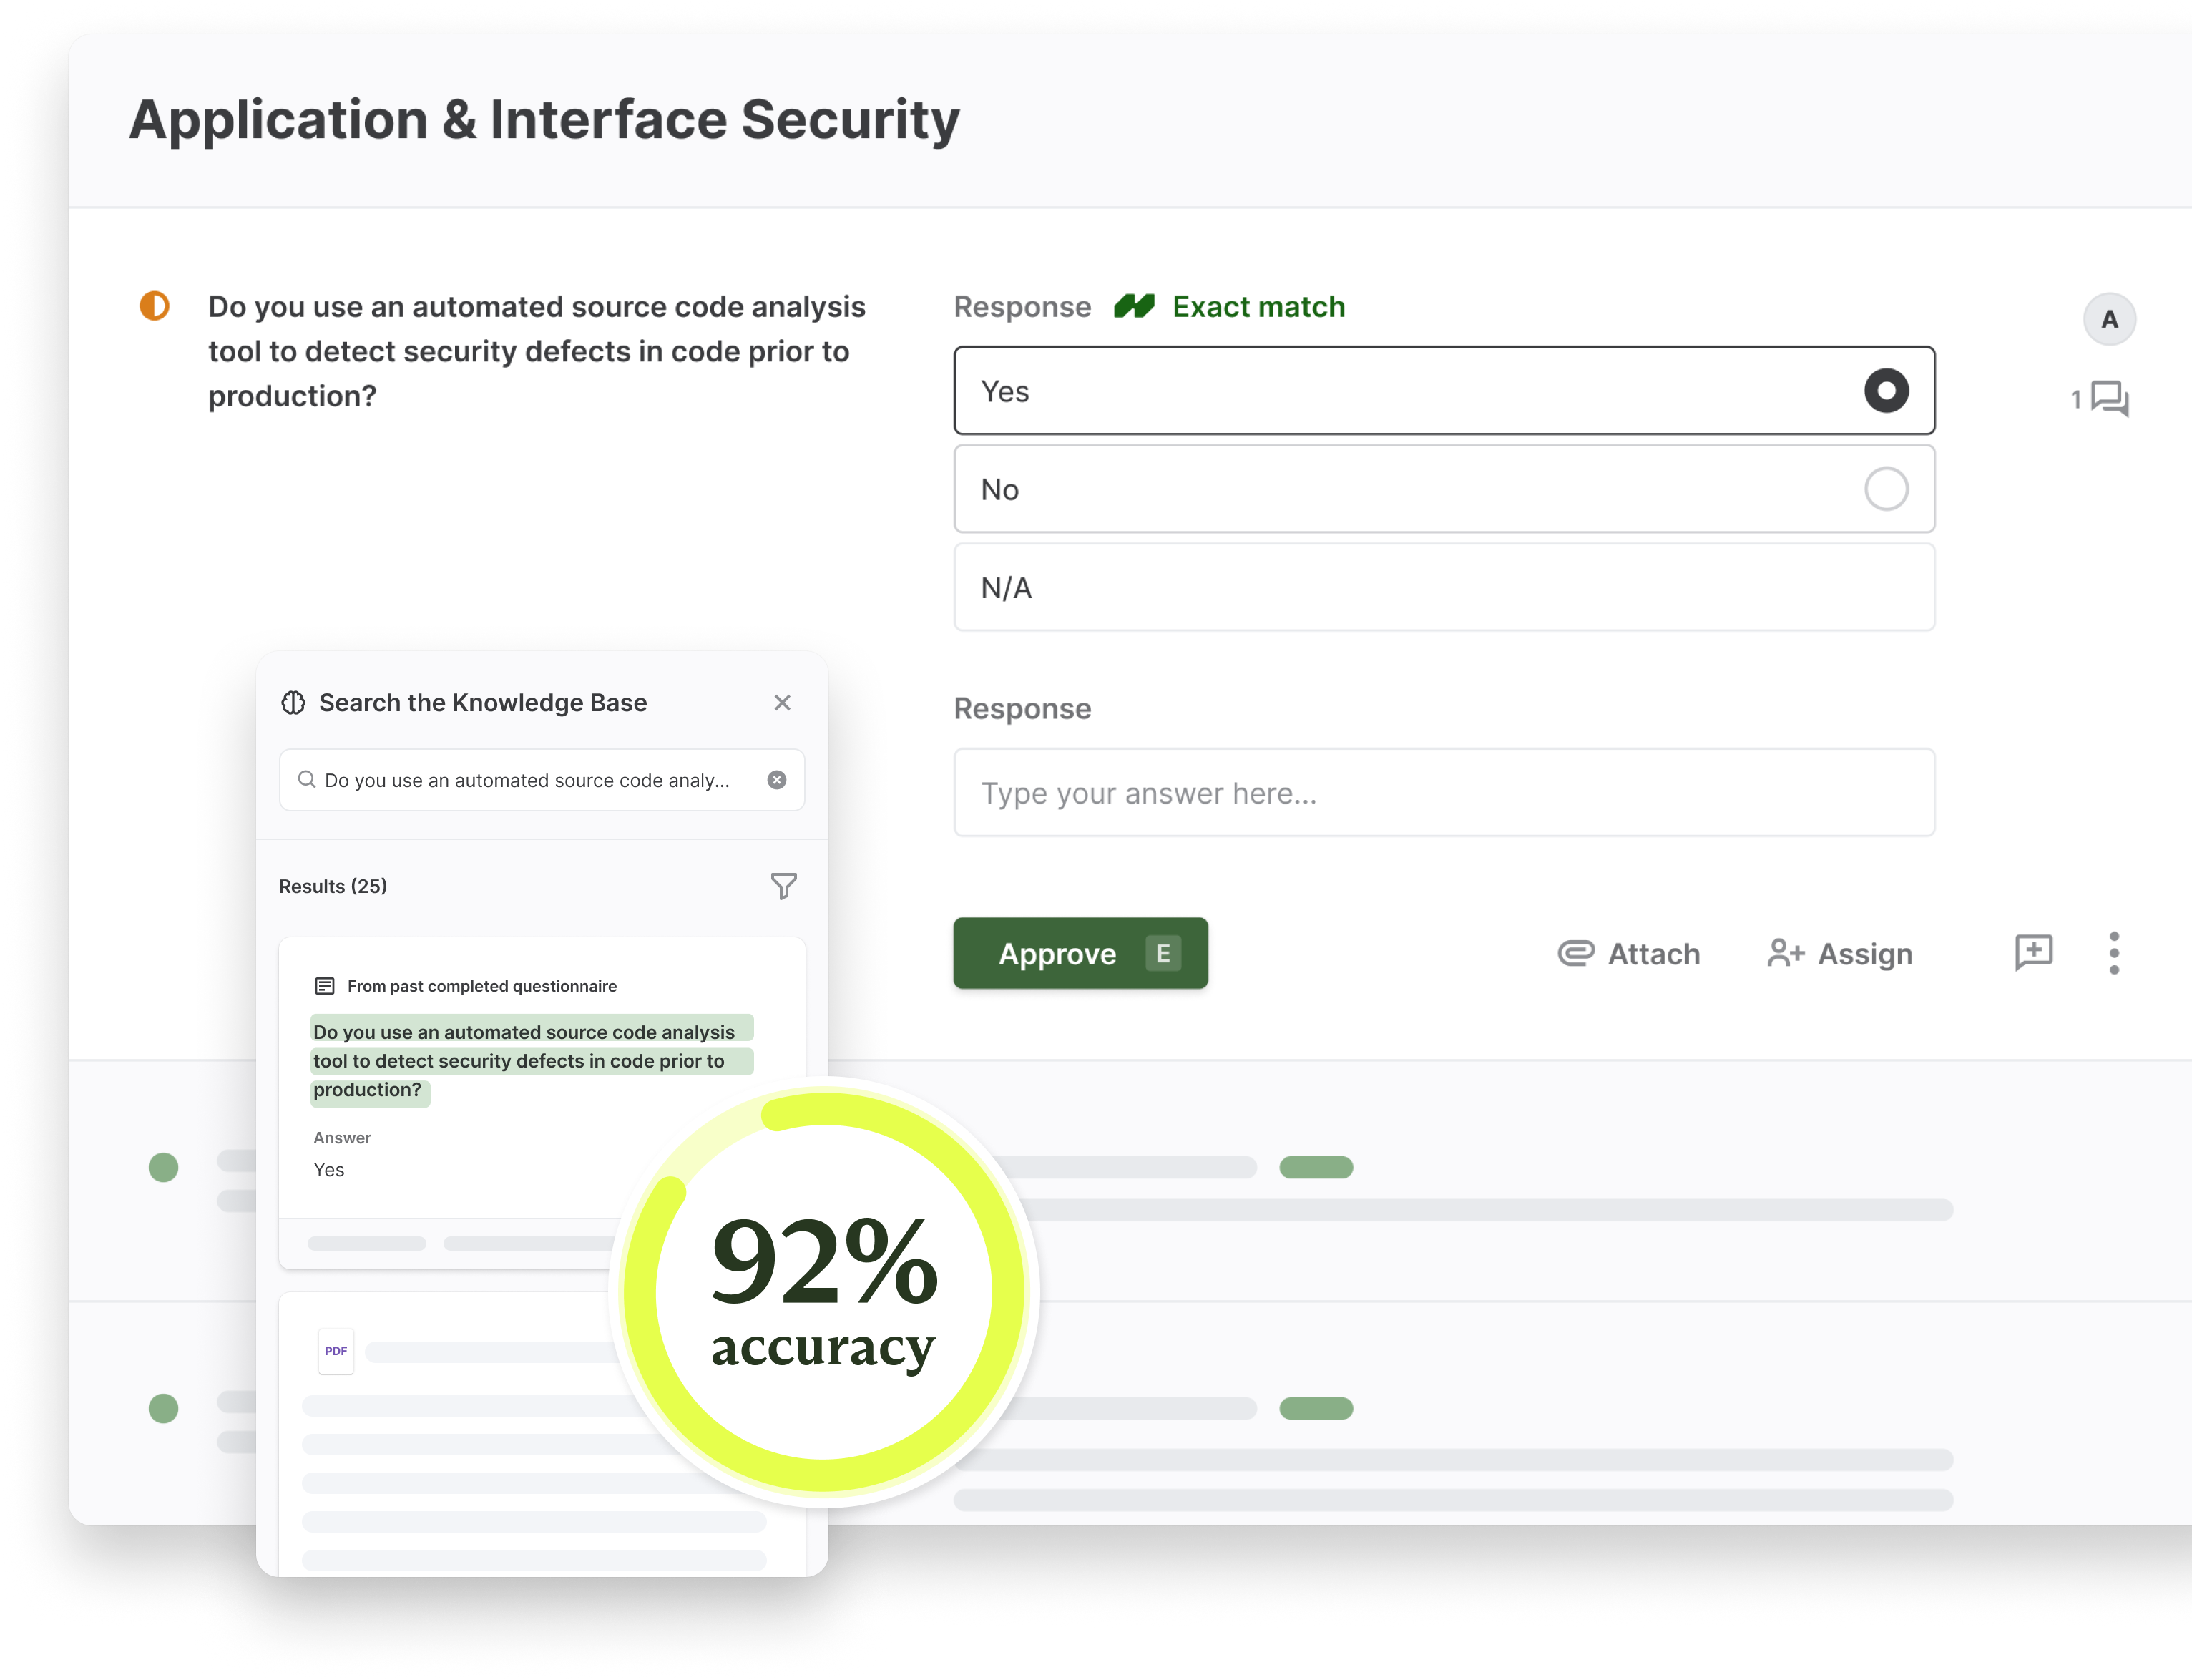 Application & Interface Security
Do you use an automated source code analysis
tool to detect security defects in code prior to
production?
Response Exact match
Yes
No
N/A
A
1
Response
Type your answer here...
Approve E
Attach
Assign
Search the Knowledge Base
Do you use an automated source code analy...
Results (25)
From past completed questionnaire
Do you use an automated source code analysis
tool to detect security defects in code prior to
production?
Answer
Yes
PDF
92%
accuracy